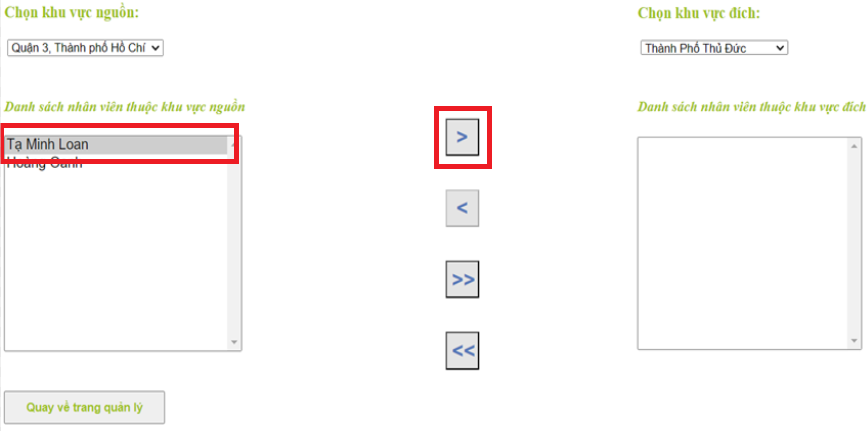 Chọn khu vực nguồn:
Chọn khu vực đích:
Quận 3, Thành phố Hồ Chí
Thành Phố Thủ Đức
Danh sách nhân viên thuộc khu vực nguồn
Danh sách nhân viên thuộc khu vực đích
Tạ Minh Loan
Hoàng Oanh
>
<
>>
<<
Quay về trang quản lý